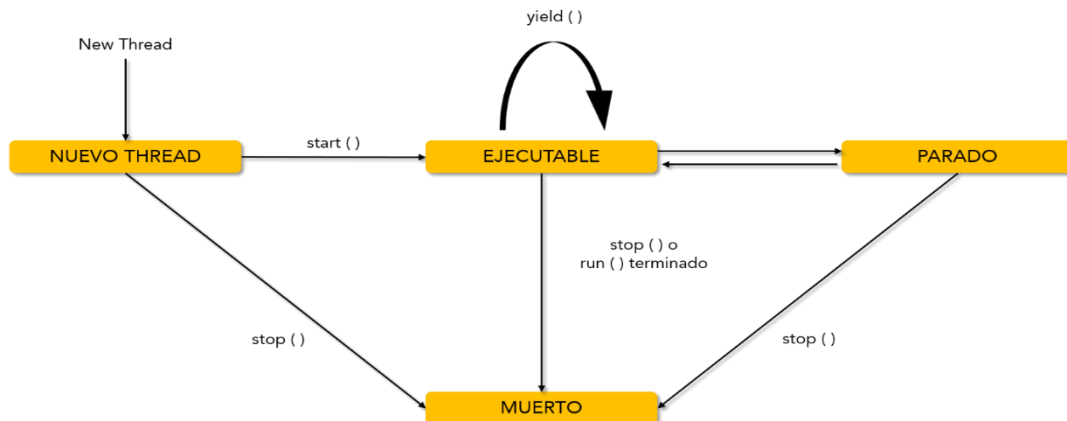 yield ( )
New Thread
NUEVO THREAD
start ( )
EJECUTABLE
PARADO
stop ( ) o
run ( ) terminado
stop ( )
stop ( )
MUERTO